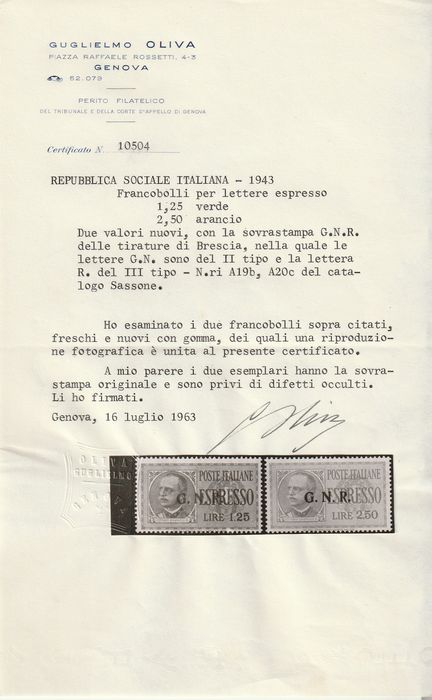 GUGLIELMO OLIVA
PIAZZA RAFFAELE ROSSETTI, 4-3
GENOVA
52.079
PERITO FILATELICO
DEL TRIBUNALE E DELLA CORTE D'APPELLO DI GENOVA
Certificato N. 10504
REPUBBLICA SOCIALE ITALIANA - 1943
Francobolli per lettere espresso
1,25 verde
2,50 arancio
Due valori nuovi, con la sovrastampa G.N.R.
delle tirature di Brescia, nella quale le
lettere G.N. sono del II tipo e la lettera
R. del III tipo - N.ri A19b, A20c del cata-
logo Sassone.
Ho esaminato i due francobolli sopra citati,
freschi e nuovi con gomma, dei quali una riproduzio-
ne fotografica è unita al presente certificato.
A mio parere i due esemplari hanno la sovra-
stampa originale e sono privi di difetti occulti.
Li ho firmati.
Genova, 16 luglio 1963
POSTE ITALIANE
G. N. ESPRESSO
LIRE 1.25
POSTE ITALIANE
G. N. R. ESPRESSO
LIRE 2.50